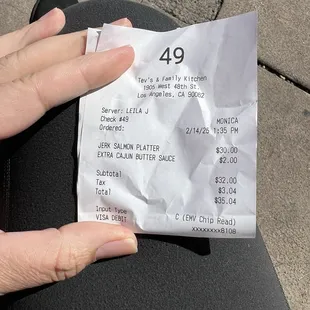 49
Tev's & Family Kitchen
1905 West 48th St
Los Angeles, CA 90062
Server: LEILA J
Check #49 MONICA
Ordered: 2/14/26 1:35 PM
JERK SALMON PLATTER $30.00
EXTRA CAJUN BUTTER SAUCE $2.00
Subtotal $32.00
Tax $3.04
Total $35.04
Input Type C (EMV Chip Read)
VISA DEBIT xxxxxxxx8108